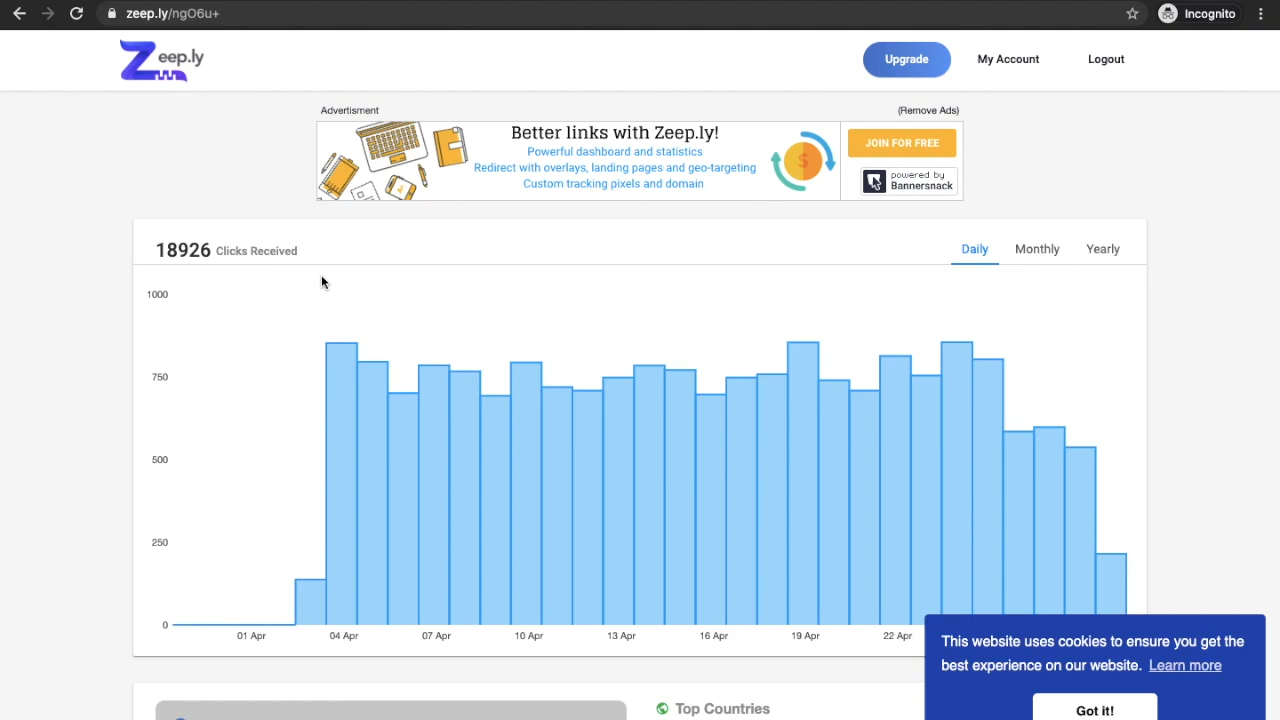 zeep.ly/ngO6u+
Incognito
Zeep.ly
Upgrade
My Account
Logout
Advertisment
(Remove Ads)
Better links with Zeep.ly!
Powerful dashboard and statistics
Redirect with overlays, landing pages and geo-targeting
Custom tracking pixels and domain
$
JOIN FOR FREE
powered by
Bannersnack
18926 Clicks Received
Daily
Monthly
Yearly
1000
750
500
250
0
01 Apr
04 Apr
07 Apr
10 Apr
13 Apr
16 Apr
19 Apr
22 Apr
This website uses cookies to ensure you get the
best experience on our website. Learn more
Got it!
Top Countries